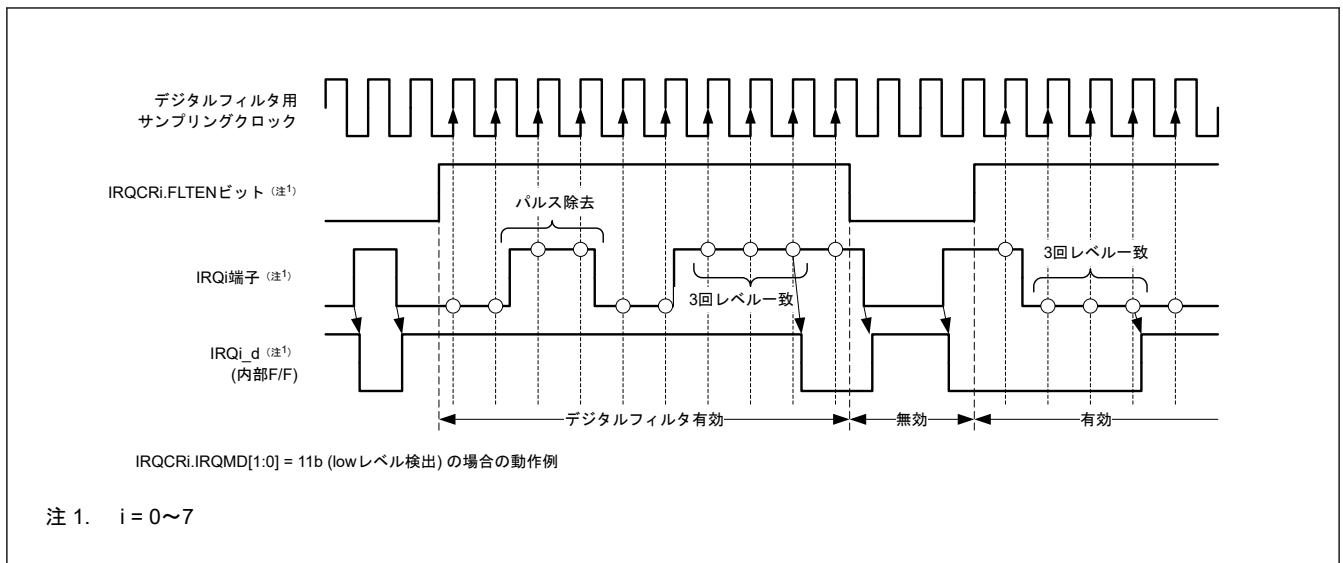 デジタルフィルタ用
サンプリングクロック
IRQCRi.FLTENビット（注1）
パルス除去
IRQi端子（注1）
3回レベル一致
3回レベル一致
IRQi_d（注1）
(内部F/F)
デジタルフィルタ有効
無効
有効
IRQCRi.IRQMD[1:0] = 11b (lowレベル検出) の場合の動作例
注 1. i = 0～7